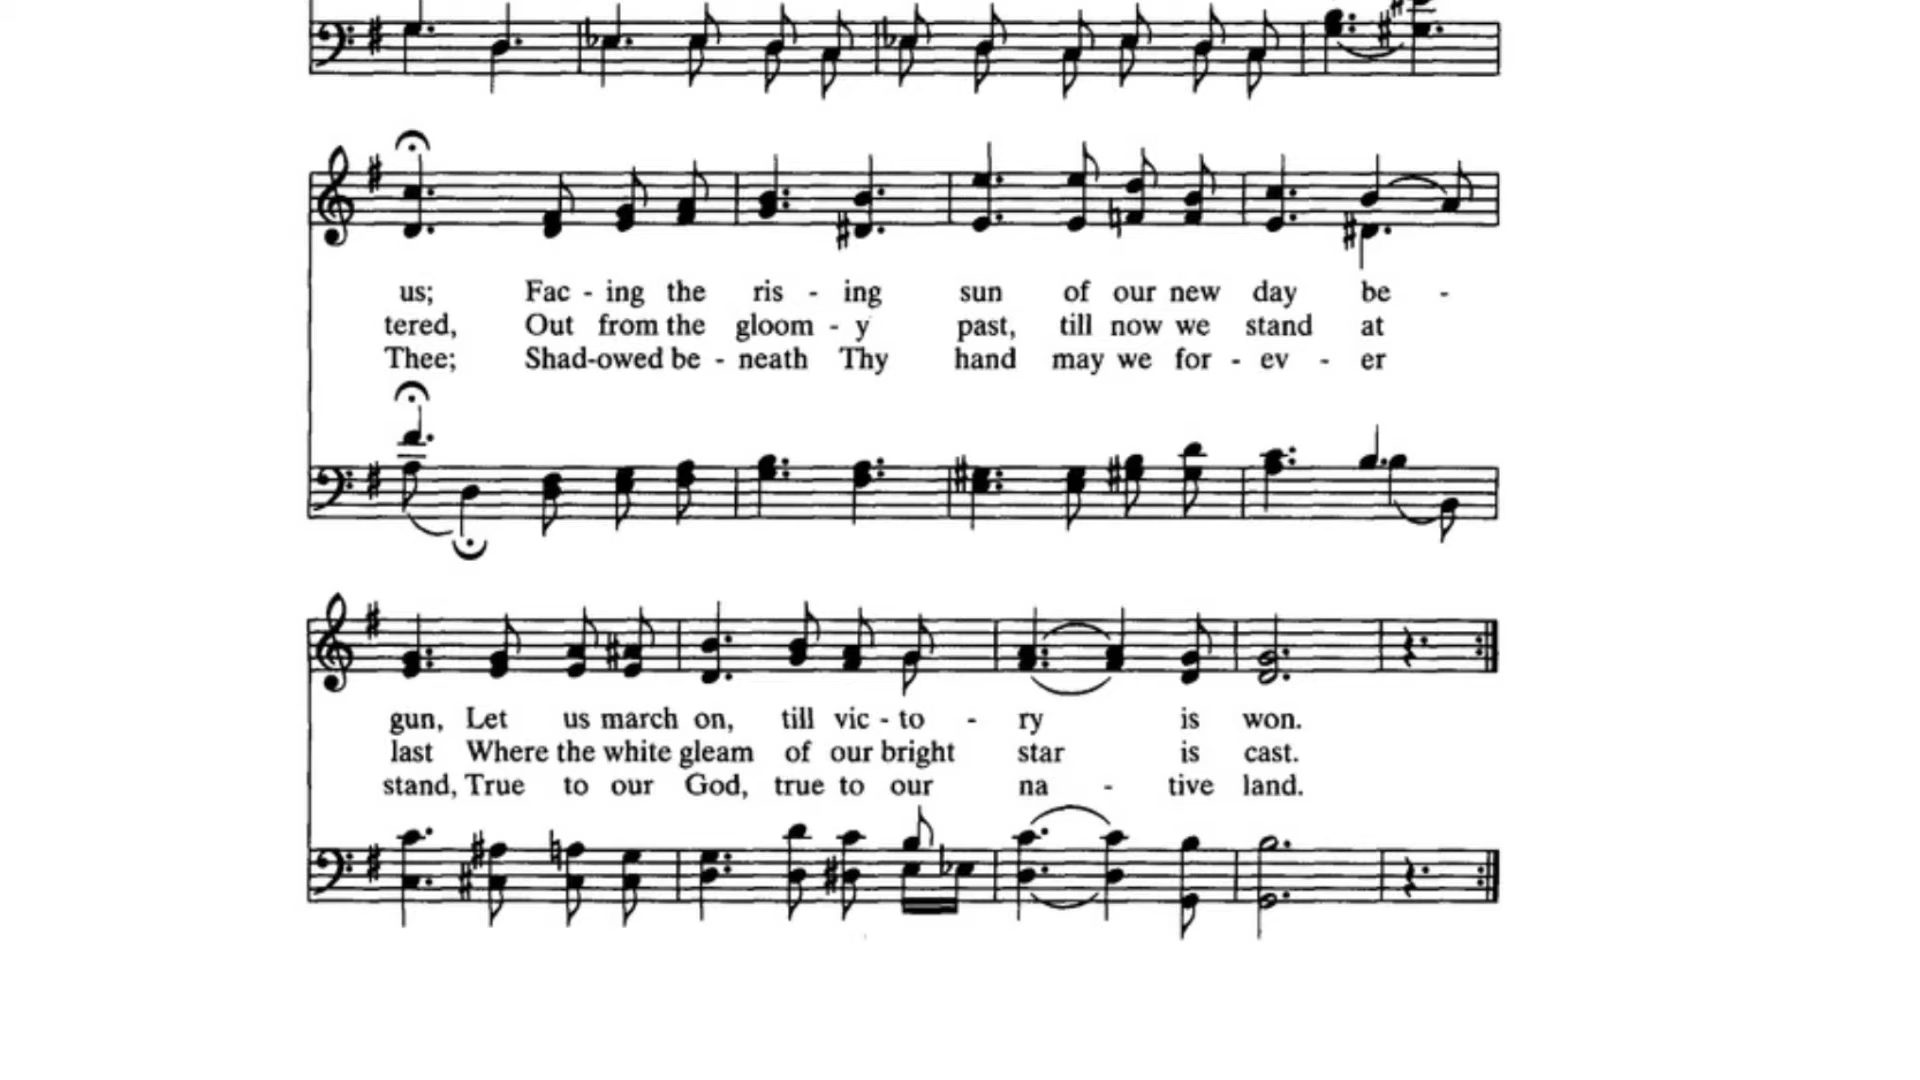 us; Fac - ing the ris - ing sun of our new day be -
tered, Out from the gloom - y past, till now we stand at
Thee; Shad-owed be - neath Thy hand may we for - ev - er
gun, Let us march on, till vic - to - ry is won.
last Where the white gleam of our bright star is cast.
stand, True to our God, true to our na - tive land.